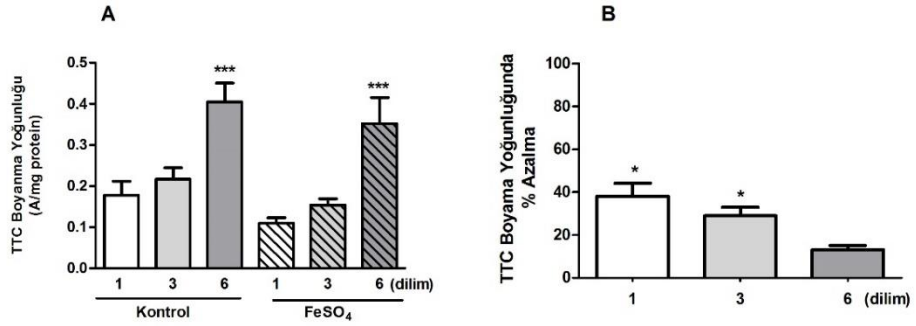 A
TTC Boyanma Yoğunluğu
(A/mg protein)
0.5
0.4
0.3
0.2
0.1
0.0
***
***
1 3 6 1 3 6 (dilim)
Kontrol FeSO₄
B
TTC Boyama Yoğunluğunda
% Azalma
100
80
60
40
20
0
*
*
1 3 6 (dilim)